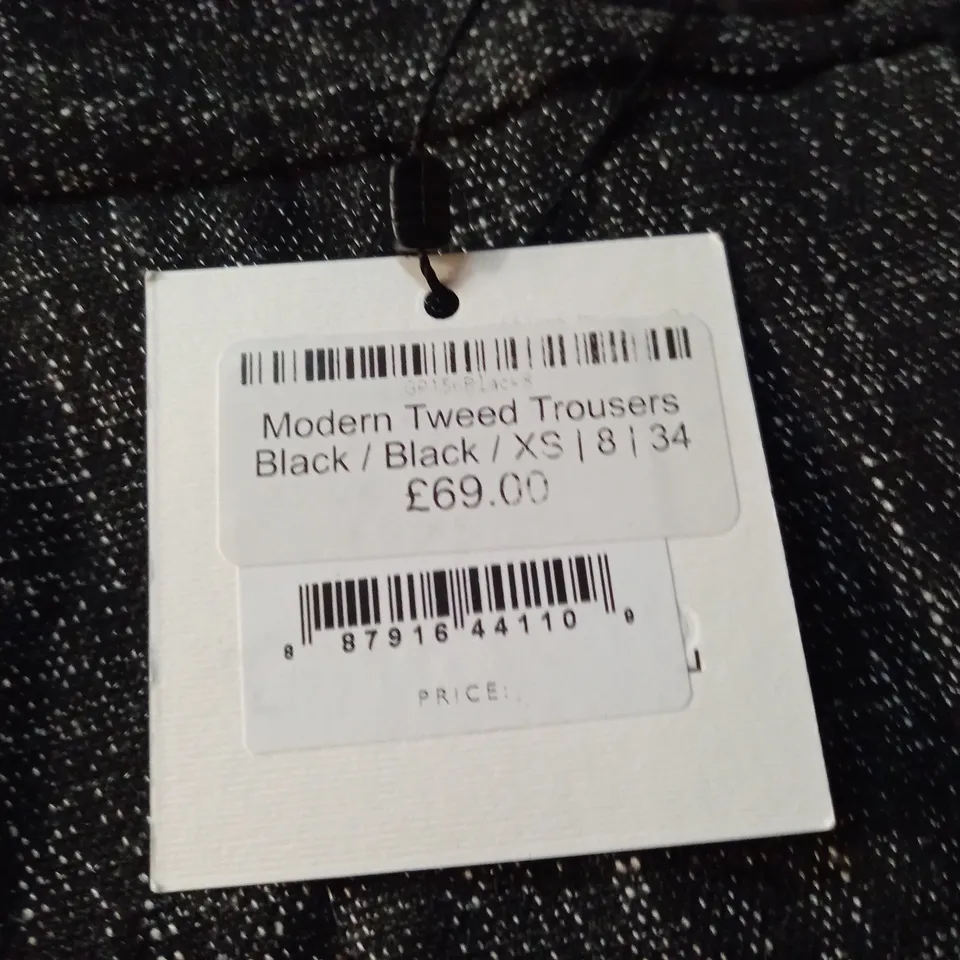 Modern Tweed Trousers
Black / Black / XS | 8 | 34
£69.00
8 87916 44110 9
PRICE: